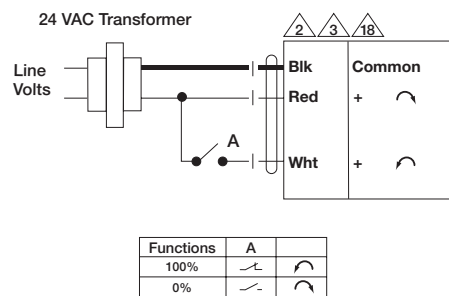 24 VAC Transformer
2 3 18
Line
Volts
Blk Common
Red +
A
Wht +
Functions A
100%
0%